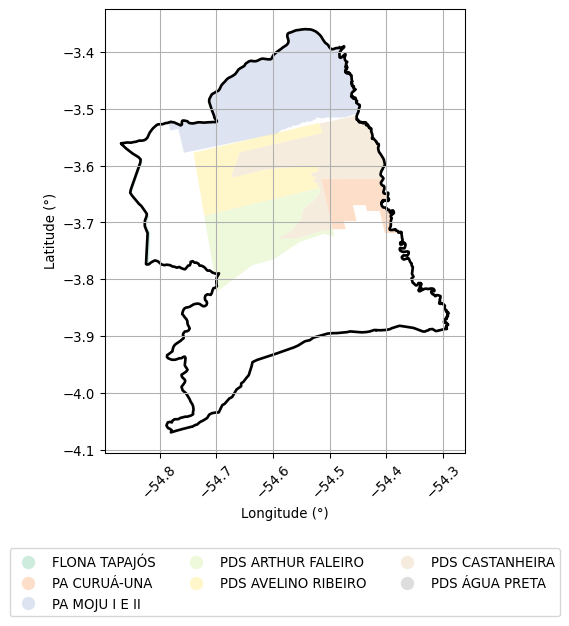 −3.4
−3.5
−3.6
−3.7
−3.8
−3.9
−4.0
−4.1
Latitude (°)
−54.8
−54.7
−54.6
−54.5
−54.4
−54.3
Longitude (°)
FLONA TAPAJÓS
PA CURUÁ-UNA
PA MOJU I E II
PDS ARTHUR FALEIRO
PDS AVELINO RIBEIRO
PDS CASTANHEIRA
PDS ÁGUA PRETA